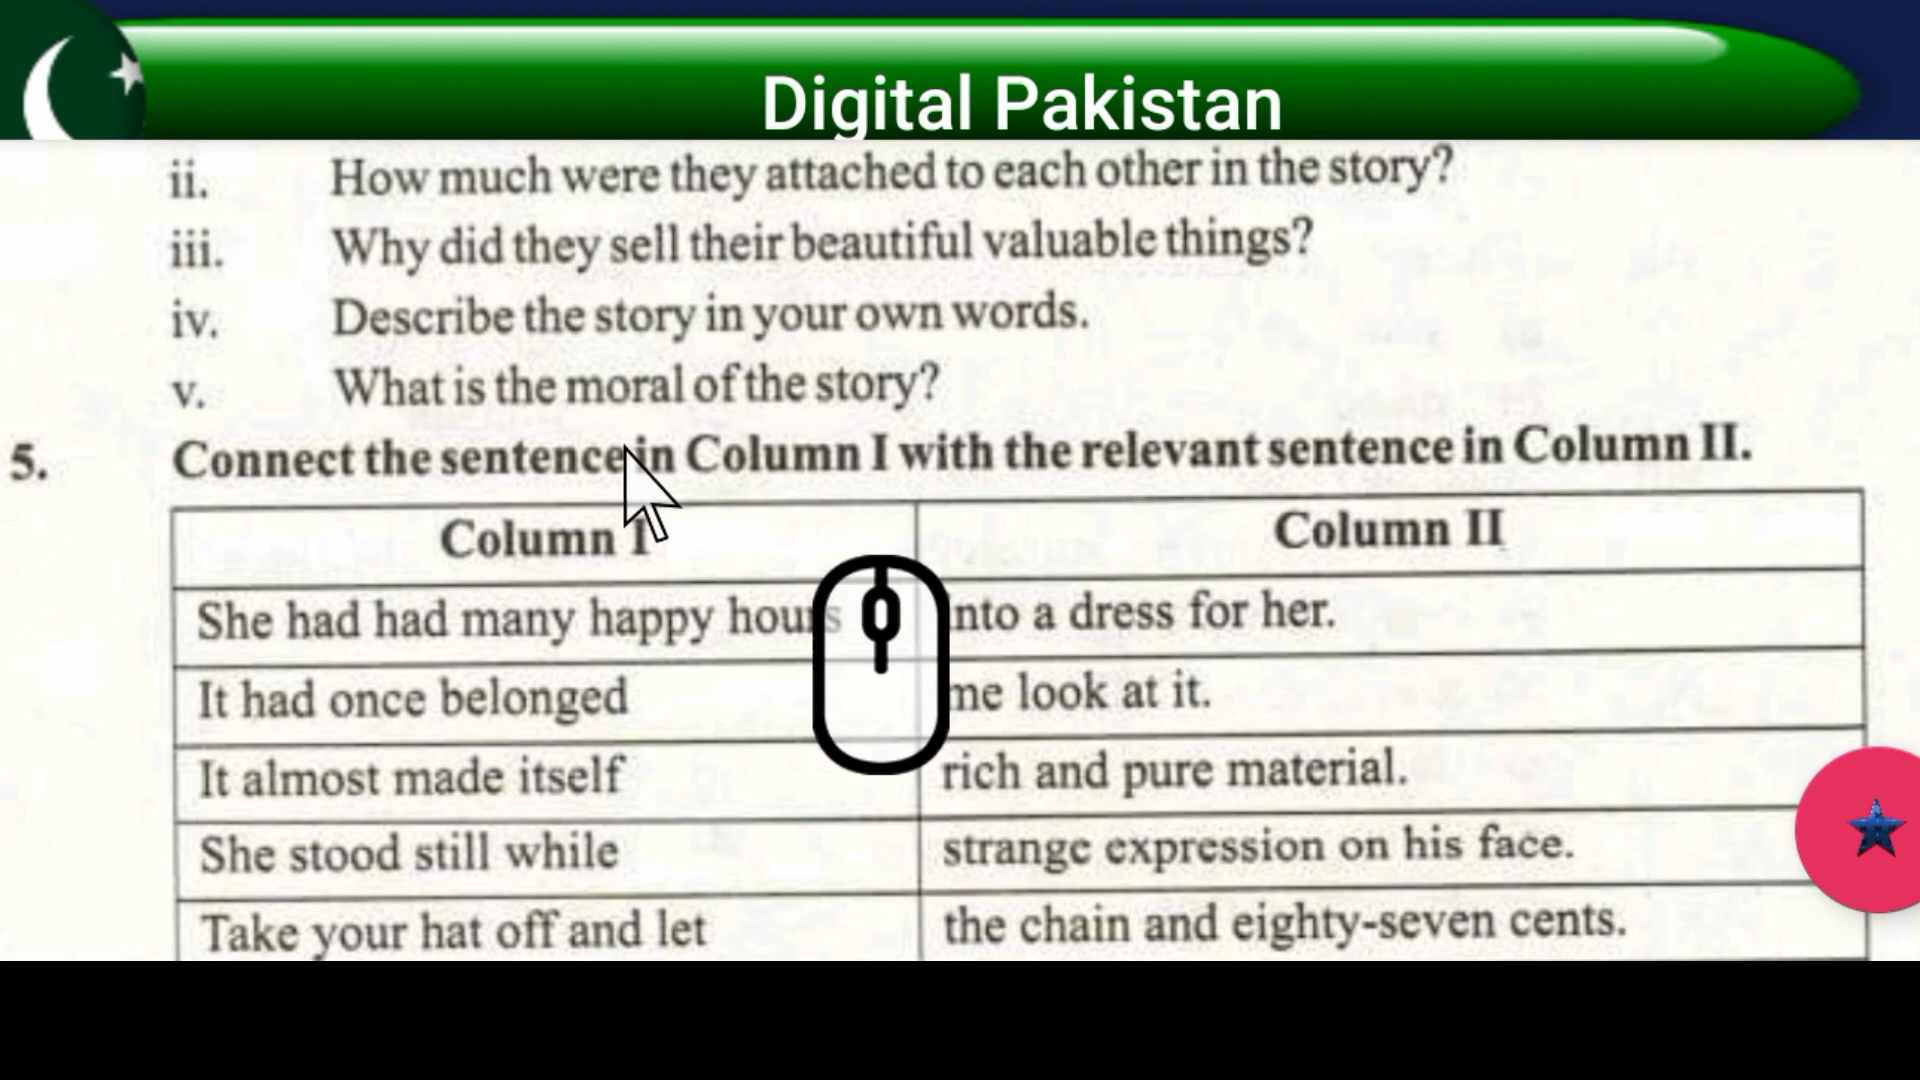 Digital Pakistan
ii. How much were they attached to each other in the story?
iii. Why did they sell their beautiful valuable things?
iv. Describe the story in your own words.
v. What is the moral of the story?
5. Connect the sentence in Column I with the relevant sentence in Column II.
Column I Column II
She had had many happy hours into a dress for her.
It had once belonged me look at it.
It almost made itself rich and pure material.
She stood still while strange expression on his face.
Take your hat off and let the chain and eighty-seven cents.